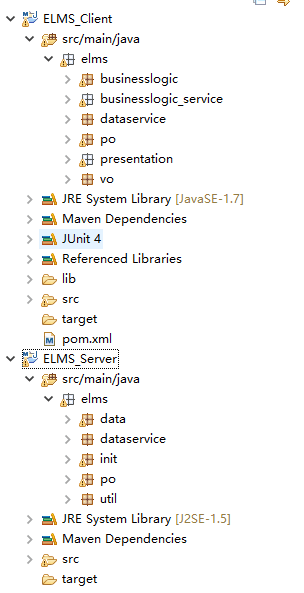 ELMS_Client
src/main/java
elms
businesslogic
businesslogic_service
dataservice
po
presentation
vo
JRE System Library [JavaSE-1.7]
Maven Dependencies
JUnit 4
Referenced Libraries
lib
src
target
pom.xml
ELMS_Server
src/main/java
elms
data
dataservice
init
po
util
JRE System Library [J2SE-1.5]
Maven Dependencies
src
target